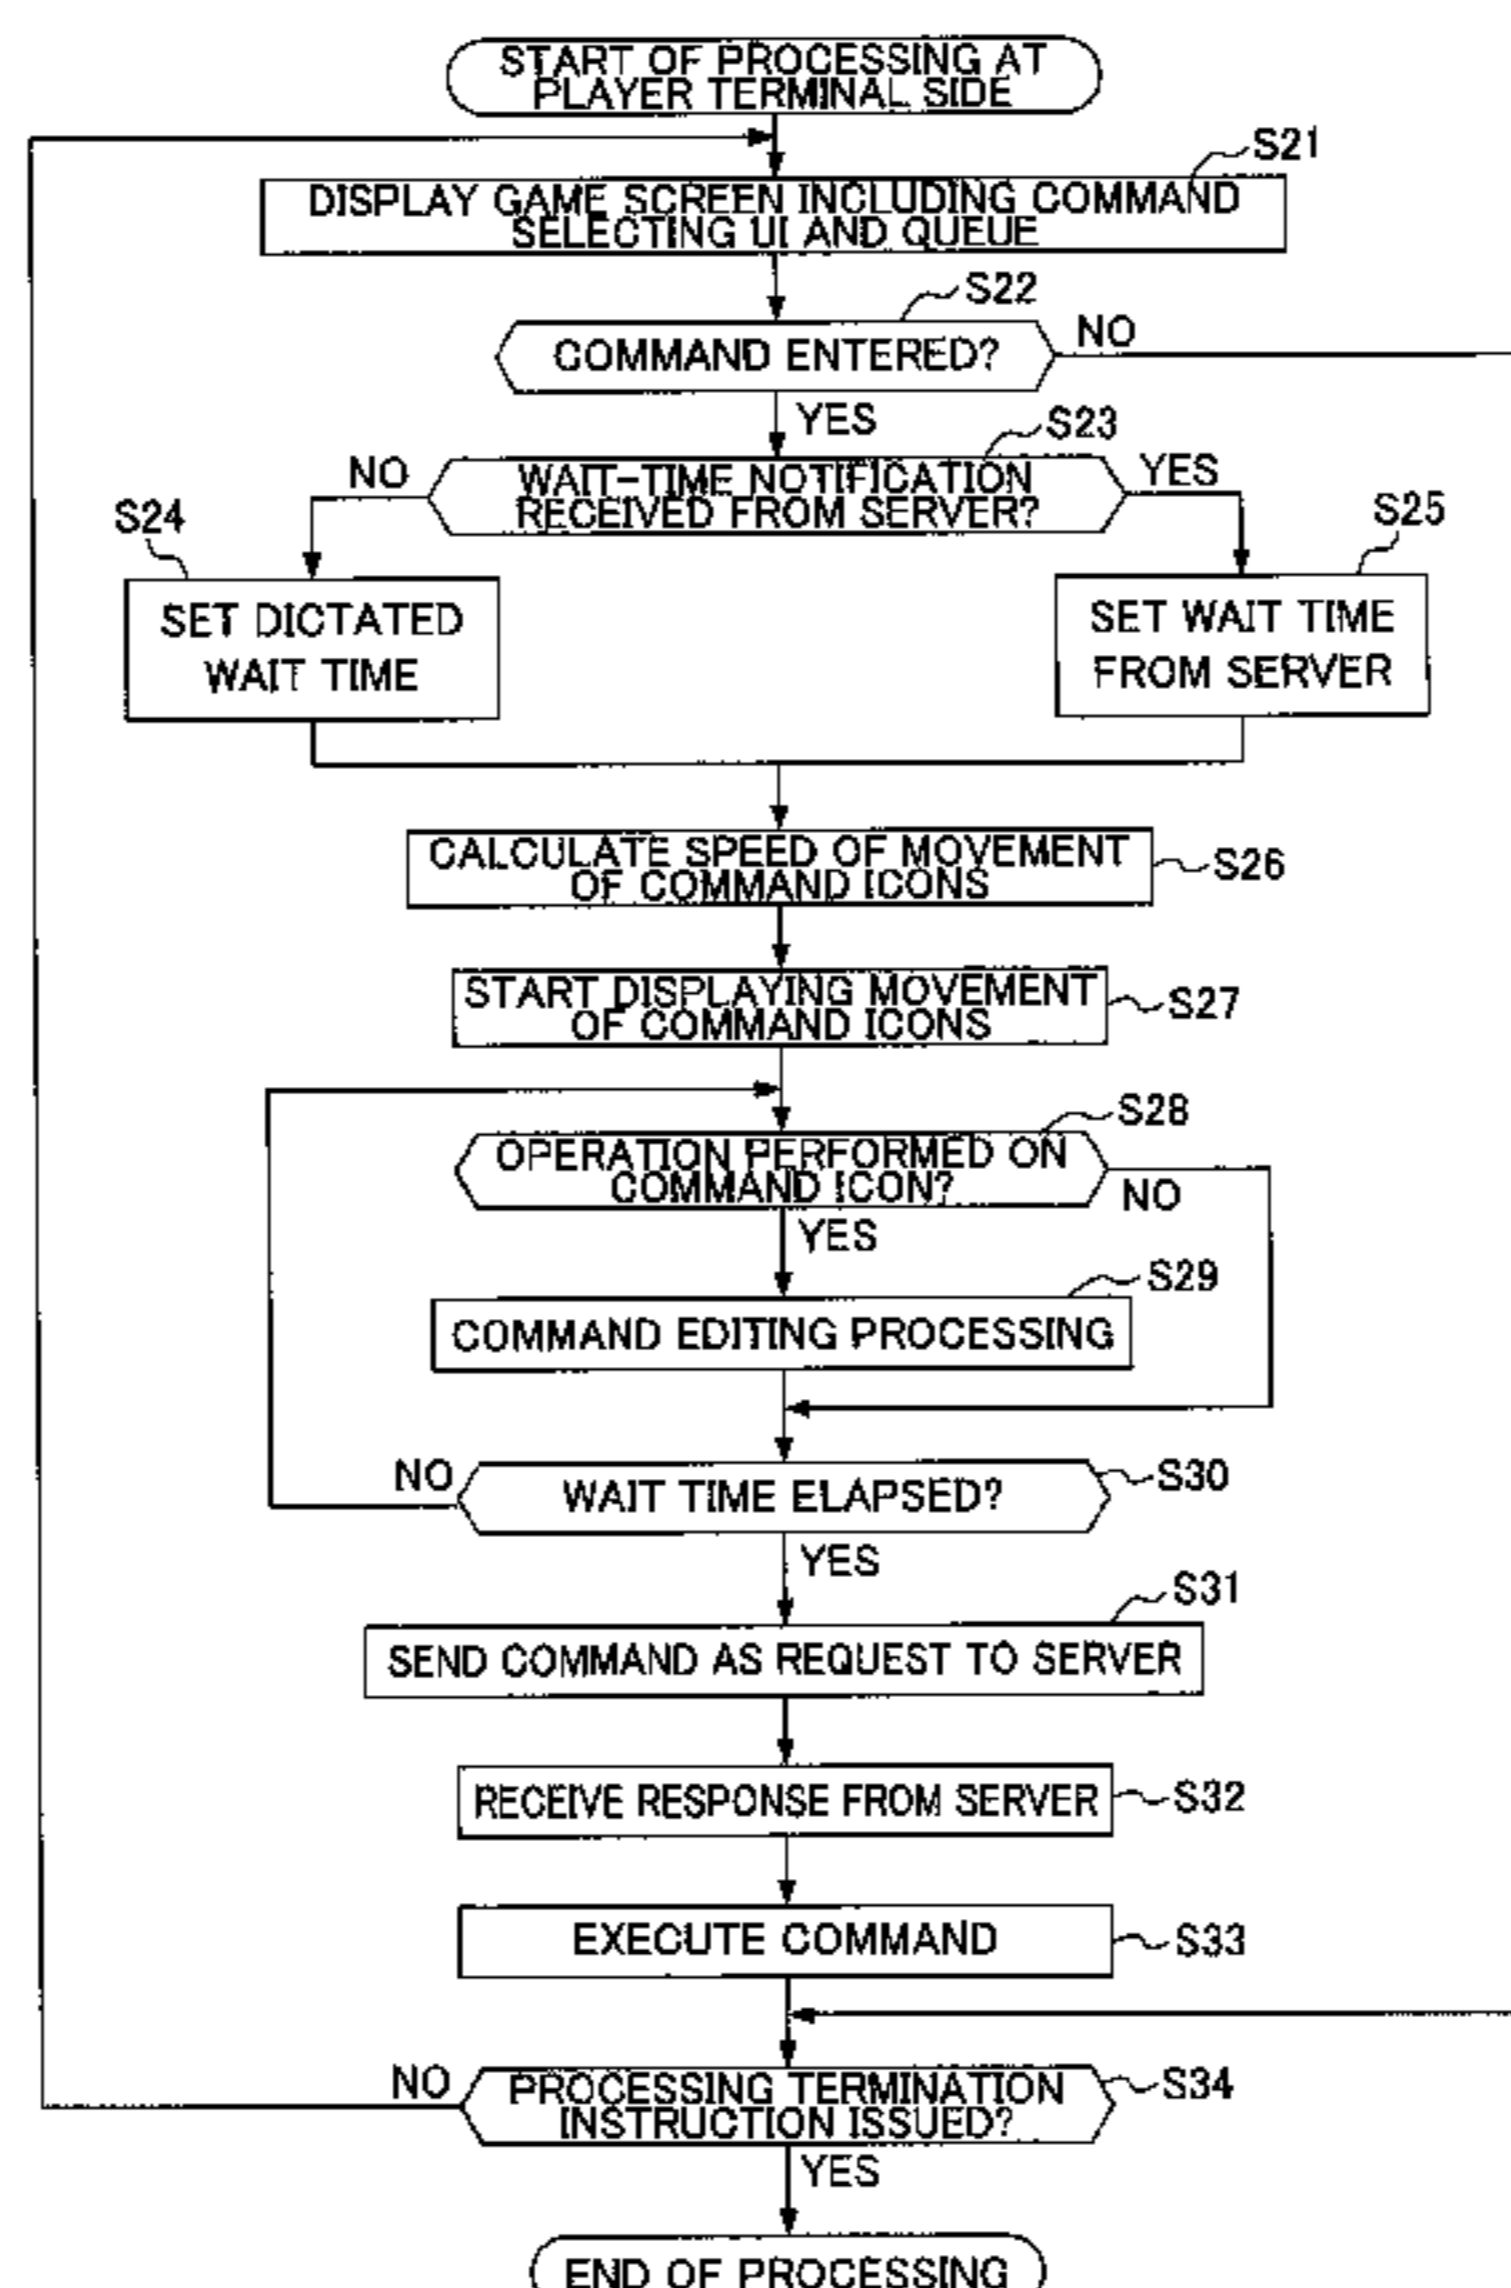 START OF PROCESSING AT
PLAYER TERMINAL SIDE
S21
DISPLAY GAME SCREEN INCLUDING COMMAND
SELECTING UI AND QUEUE
S22
COMMAND ENTERED?
NO
YES
S23
NO
WAIT-TIME NOTIFICATION
RECEIVED FROM SERVER?
YES
S24
S25
SET DICTATED
WAIT TIME
SET WAIT TIME
FROM SERVER
CALCULATE SPEED OF MOVEMENT
OF COMMAND ICONS
S26
START DISPLAYING MOVEMENT
OF COMMAND ICONS
S27
S28
OPERATION PERFORMED ON
COMMAND ICON?
NO
YES
S29
COMMAND EDITING PROCESSING
NO
WAIT TIME ELAPSED?
S30
YES
S31
SEND COMMAND AS REQUEST TO SERVER
RECEIVE RESPONSE FROM SERVER
S32
EXECUTE COMMAND
S33
NO
PROCESSING TERMINATION
INSTRUCTION ISSUED?
S34
YES
END OF PROCESSING